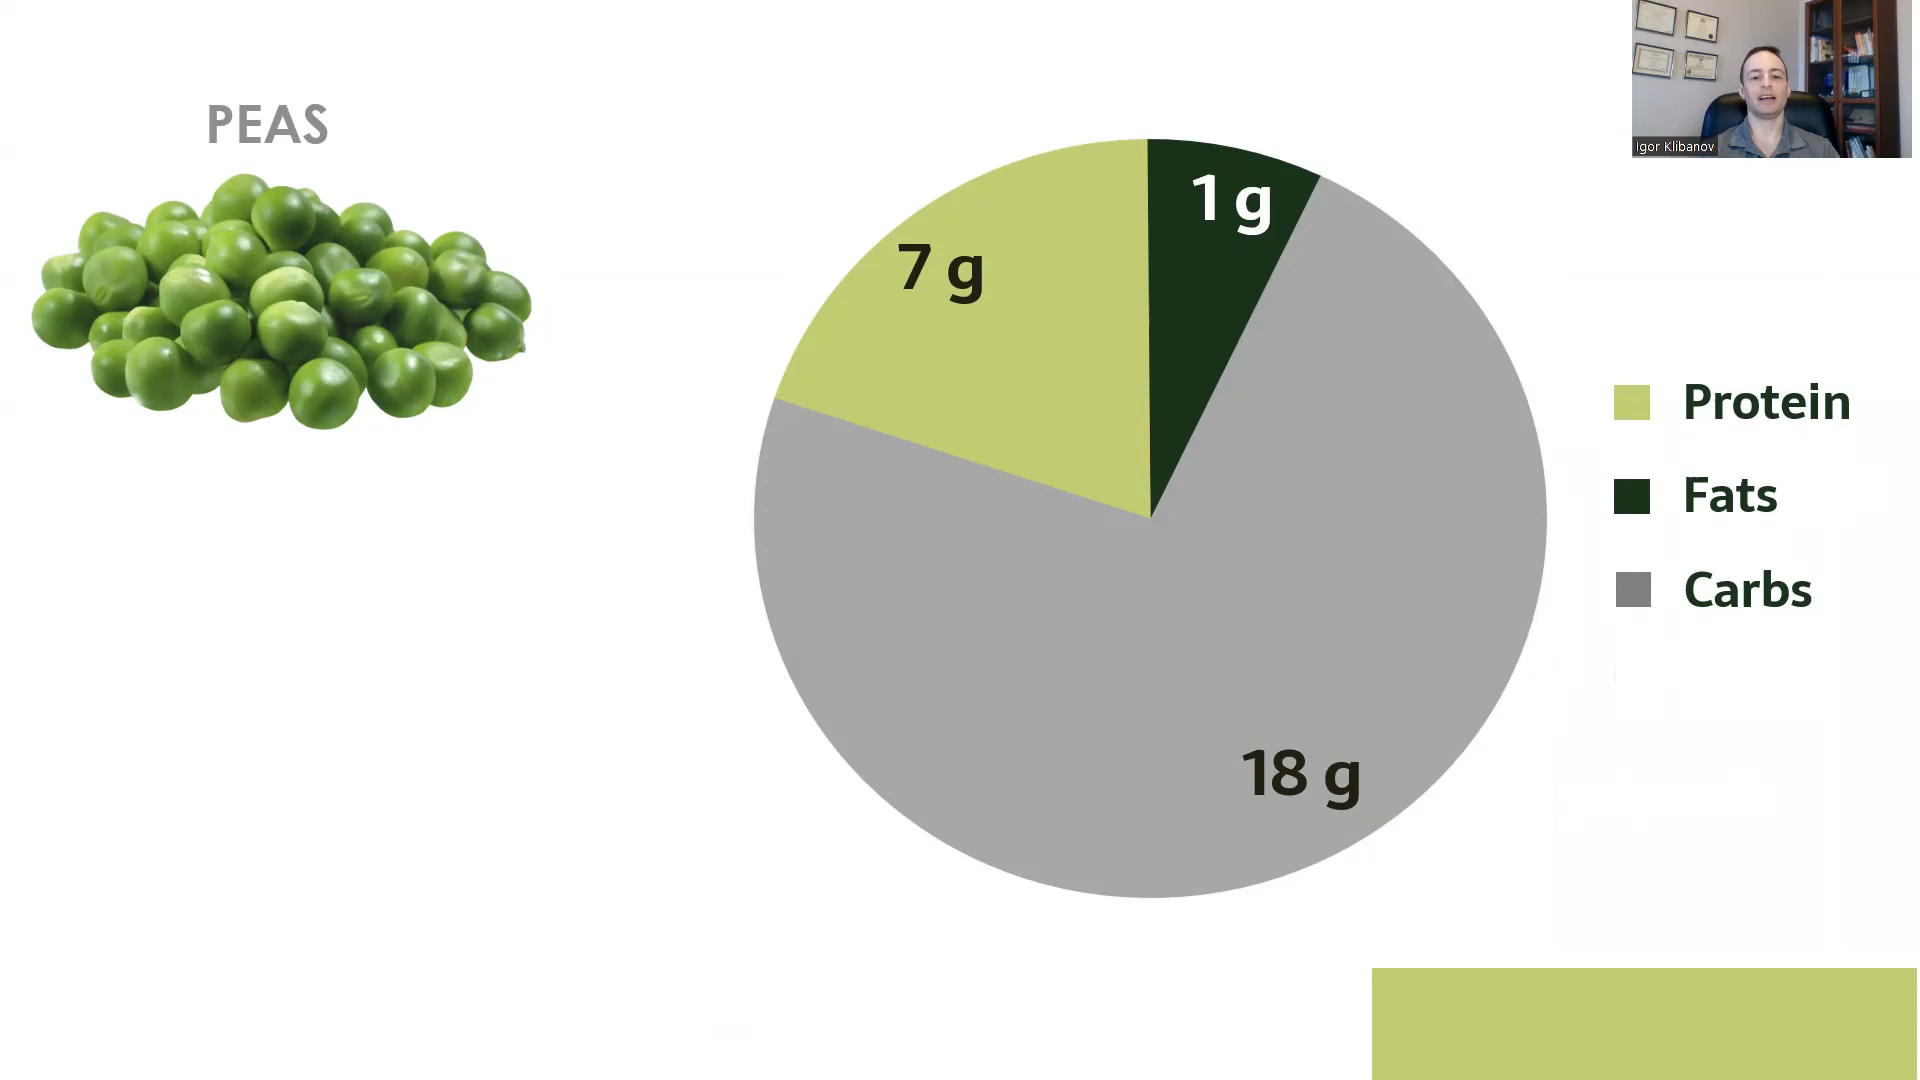 PEAS
Igor Klibanov
1 g
7 g
18 g
Protein
Fats
Carbs